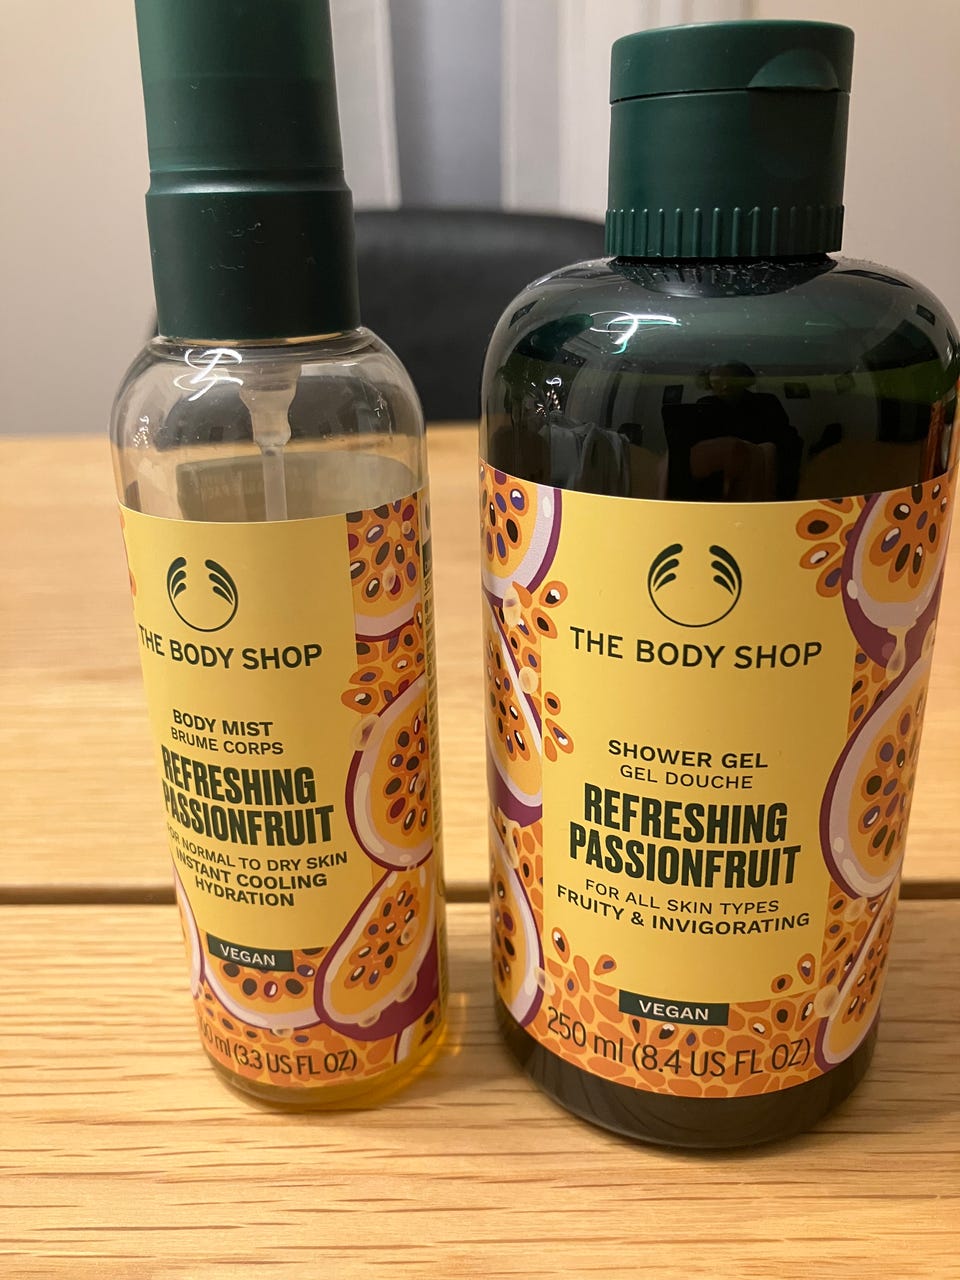 THE BODY SHOP
BODY MIST
BRUME CORPS
REFRESHING
PASSIONFRUIT
FOR NORMAL TO DRY SKIN
INSTANT COOLING
HYDRATION
VEGAN
ml (3.3 US FL OZ)
THE BODY SHOP
SHOWER GEL
GEL DOUCHE
REFRESHING
PASSIONFRUIT
FOR ALL SKIN TYPES
FRUITY & INVIGORATING
VEGAN
250 ml (8.4 US FL OZ)